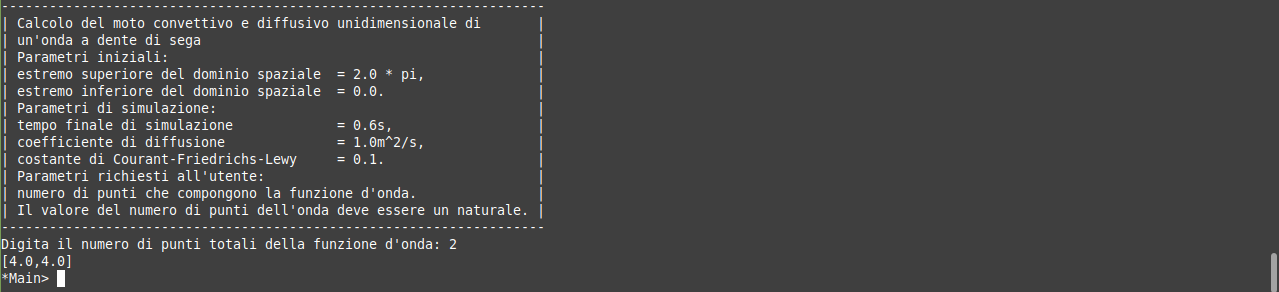 --------------------------------------------------------------------
| Calcolo del moto convettivo e diffusivo unidimensionale di       |
| un'onda a dente di sega                                          |
| Parametri iniziali:                                              |
| estremo superiore del dominio spaziale  = 2.0 * pi,              |
| estremo inferiore del dominio spaziale  = 0.0.                   |
| Parametri di simulazione:                                        |
| tempo finale di simulazione             = 0.6s,                  |
| coefficiente di diffusione              = 1.0m^2/s,              |
| costante di Courant-Friedrichs-Lewy     = 0.1.                   |
| Parametri richiesti all'utente:                                  |
| numero di punti che compongono la funzione d'onda.               |
| Il valore del numero di punti dell'onda deve essere un naturale. |
--------------------------------------------------------------------
Digita il numero di punti totali della funzione d'onda: 2
[4.0,4.0]
*Main>